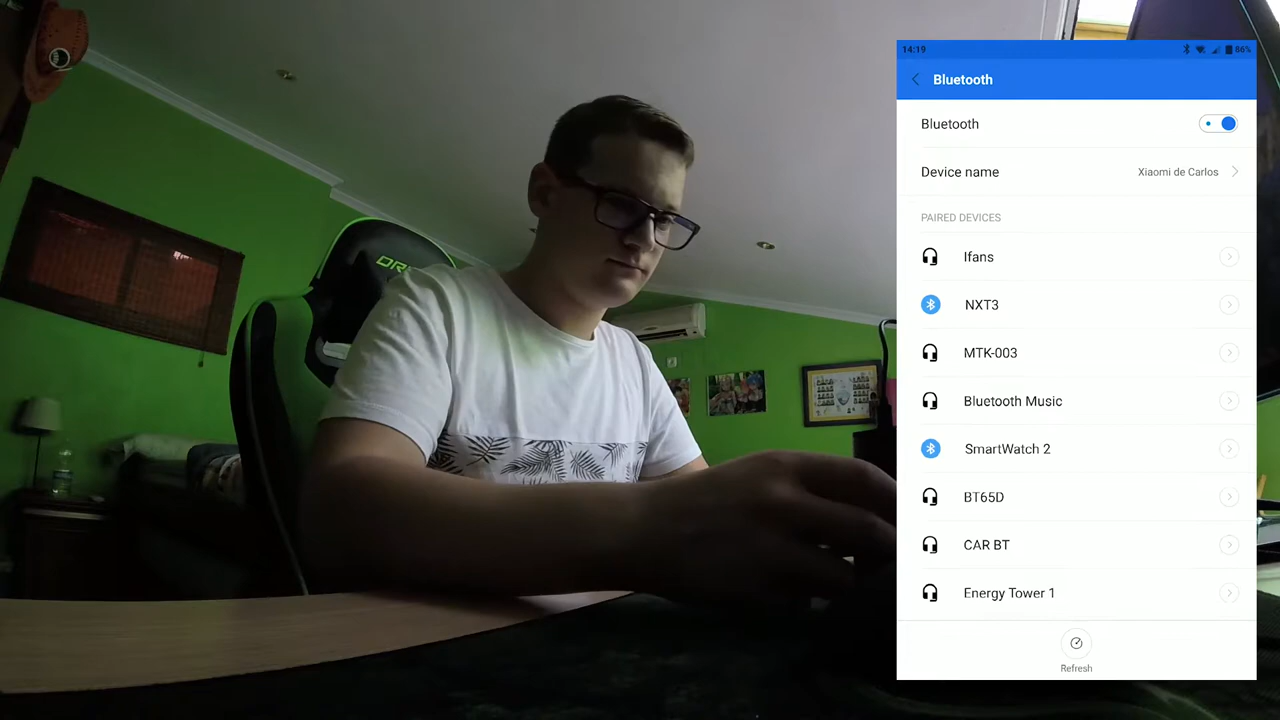 14:19
86%
Bluetooth
Bluetooth
Device name
Xiaomi de Carlos
PAIRED DEVICES
Ifans
NXT3
MTK-003
Bluetooth Music
SmartWatch 2
BT65D
CAR BT
Energy Tower 1
Refresh